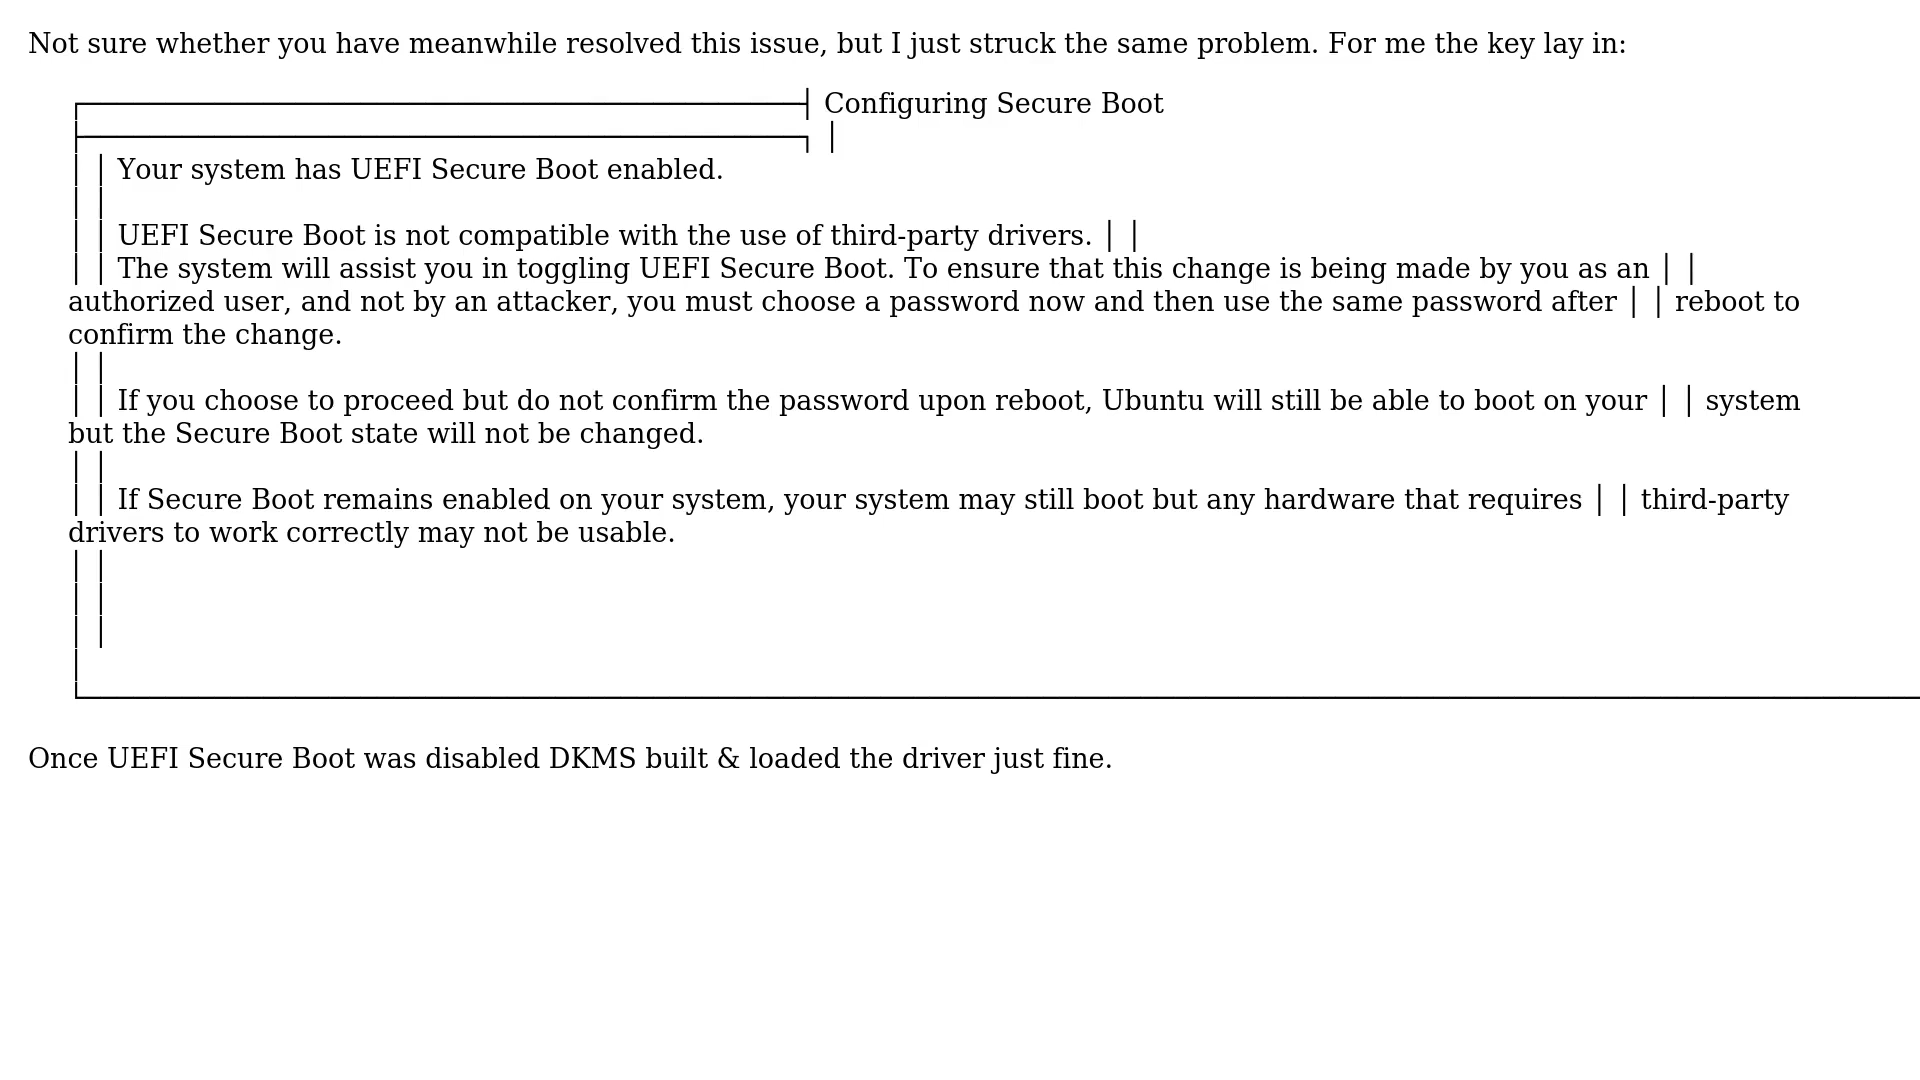 Not sure whether you have meanwhile resolved this issue, but I just struck the same problem. For me the key lay in:
┌─────────────────────────────────────────────┤ Configuring Secure Boot
├─────────────────────────────────────────────┐ │
│ │ Your system has UEFI Secure Boot enabled.
│ │
│ │ UEFI Secure Boot is not compatible with the use of third-party drivers. │ │
│ │ The system will assist you in toggling UEFI Secure Boot. To ensure that this change is being made by you as an │ │
authorized user, and not by an attacker, you must choose a password now and then use the same password after │ │ reboot to
confirm the change.
│ │
│ │ If you choose to proceed but do not confirm the password upon reboot, Ubuntu will still be able to boot on your │ │ system
but the Secure Boot state will not be changed.
│ │
│ │ If Secure Boot remains enabled on your system, your system may still boot but any hardware that requires │ │ third-party
drivers to work correctly may not be usable.
│ │
│ │
│ │
│
└──────────────────────────────────────────────────────────────────────────────────────────────────────────────────
Once UEFI Secure Boot was disabled DKMS built & loaded the driver just fine.